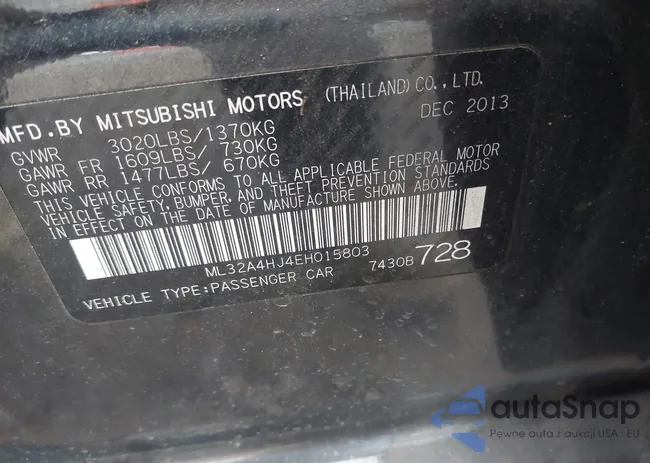 MFD.BY MITSUBISHI MOTORS (THAILAND) CO., LTD.
GVWR 3020LBS/1370KG DEC 2013
GAWR FR 1609LBS/ 730KG
GAWR RR 1477LBS/ 670KG
THIS VEHICLE CONFORMS TO ALL APPLICABLE FEDERAL MOTOR
VEHICLE SAFETY, BUMPER, AND THEFT PREVENTION STANDARDS
IN EFFECT ON THE DATE OF MANUFACTURE SHOWN ABOVE.
ML32A4HJ4EH015803
VEHICLE TYPE:PASSENGER CAR 7430B 728
autoSnap
Pewne auta z aukcji USA i EU